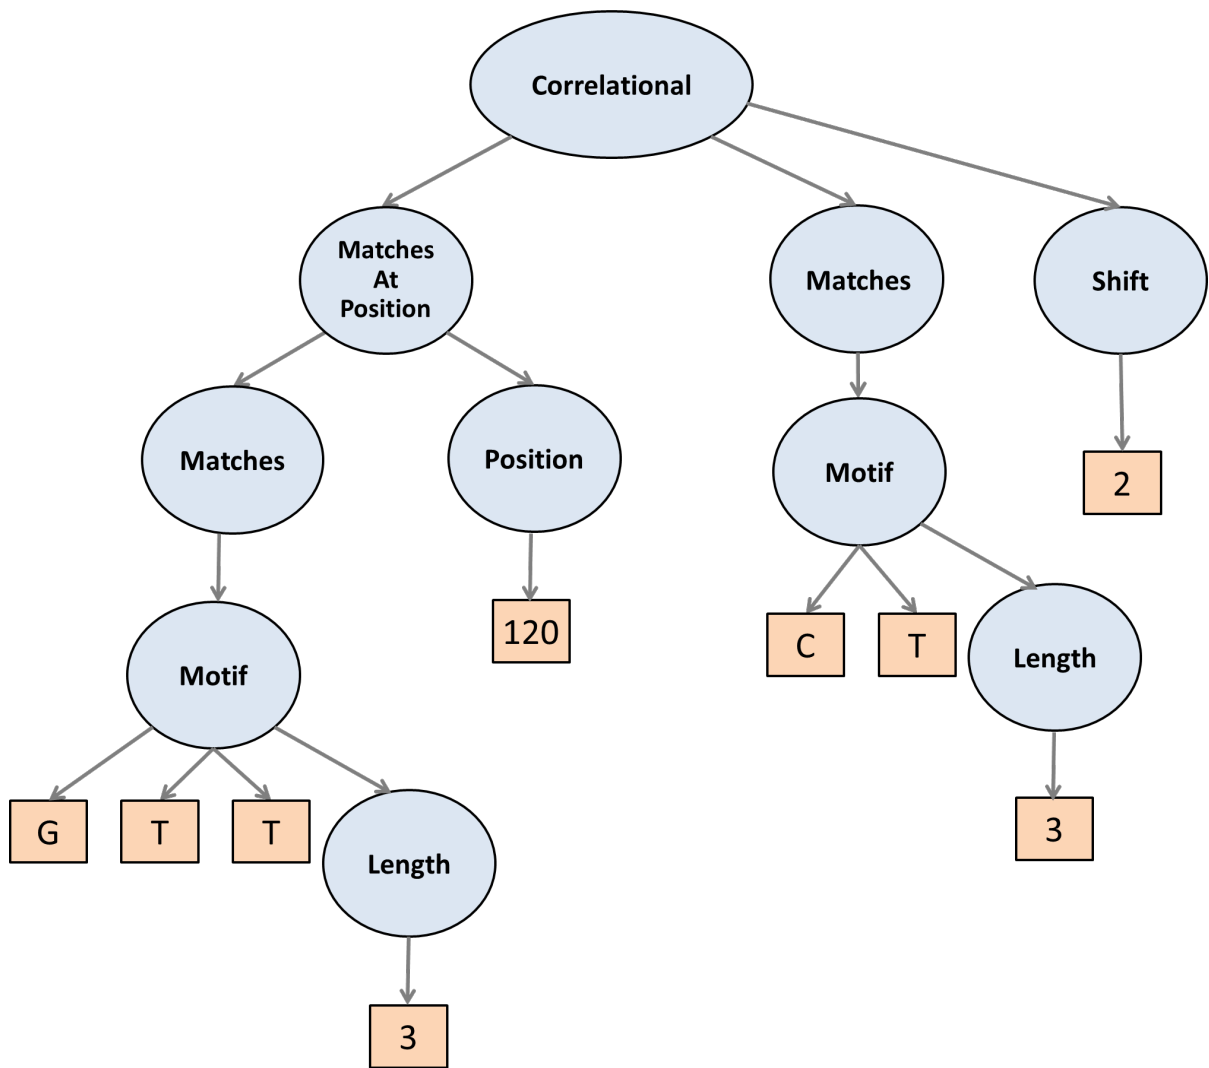 Correlational
Matches
At
Position
Matches
Shift
Matches
Position
Motif
2
120
C
T
Length
Motif
G
T
T
Length
3
3